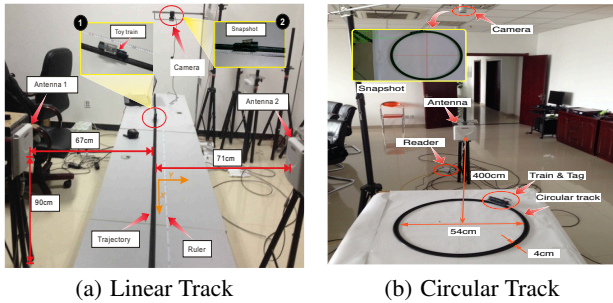 1
Toy train
Snapshot
2
Camera
Antenna 1
Antenna 2
67cm
71cm
90cm
Y
X
Trajectory
Ruler
(a) Linear Track
Camera
Snapshot
Antenna
Reader
400cm
Train & Tag
Circular track
54cm
4cm
(b) Circular Track